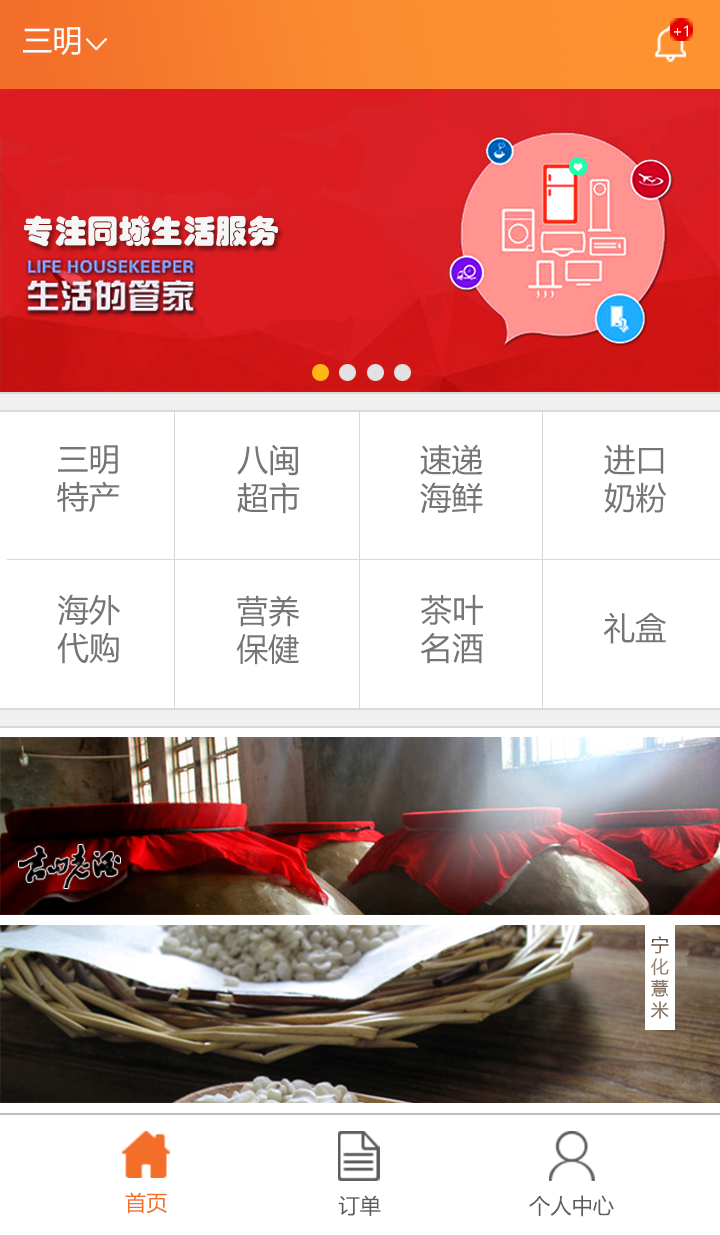 三明
+1
专注同城生活服务
LIFE HOUSEKEEPER
生活的管家
三明
特产
八闽
超市
速递
海鲜
进口
奶粉
海外
代购
营养
保健
茶叶
名酒
礼盒
吉山老酒
宁化薏米
首页
订单
个人中心